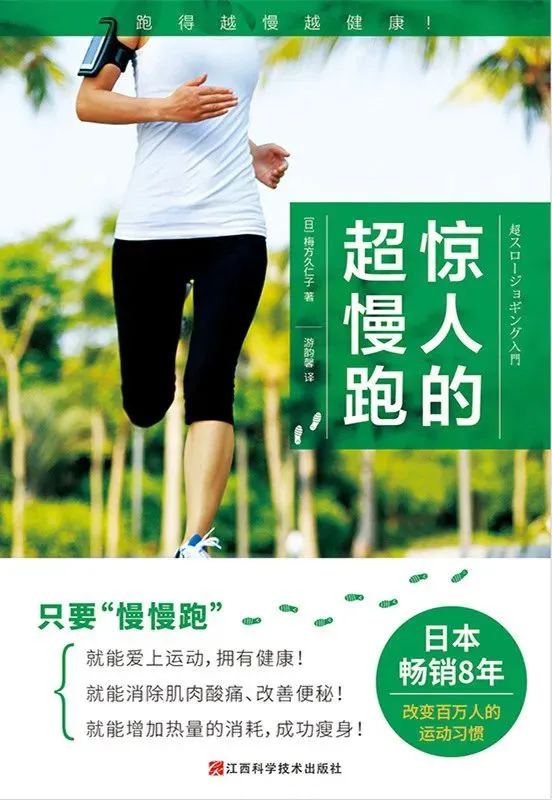 跑得越慢越健康！
超スロージョギング入門
惊人的
超慢跑
［日］梅方久仁子 著
游韵馨 译
只要“慢慢跑”
就能爱上运动，拥有健康！
就能消除肌肉酸痛、改善便秘！
就能增加热量的消耗，成功瘦身！
日本
畅销8年
改变百万人的
运动习惯
江西科学技术出版社